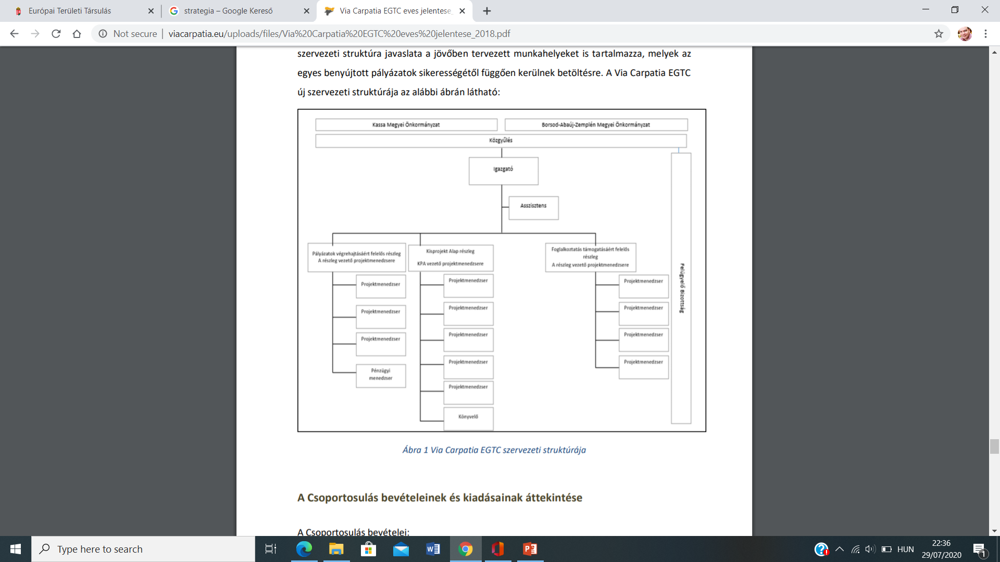 Európai Területi Társulás
strategia – Google Kereső
Via Carpatia EGTC eves jelentese_
Not secure
viacarpatia.eu/uploads/files/Via%20Carpatia%20EGTC%20eves%20jelentese_2018.pdf
szervezeti struktúra javaslata a jövőben tervezett munkahelyeket is tartalmazza, melyek az
egyes benyújtott pályázatok sikerességétől függően kerülnek betöltésre. A Via Carpatia EGTC
új szervezeti struktúrája az alábbi ábrán látható:
Kassa Megyei Önkormányzat
Borsod-Abaúj-Zemplén Megyei Önkormányzat
Közgyűlés
Igazgató
Asszisztens
Pályázatok végrehajtásáért felelős részleg
A részleg vezető projektmenedzsere
Projektmenedzser
Projektmenedzser
Projektmenedzser
Pénzügyi
menedzser
Kisprojekt Alap részleg
KPA vezető projektmenedzsere
Projektmenedzser
Projektmenedzser
Projektmenedzser
Projektmenedzser
Projektmenedzser
Könyvelő
Foglalkoztatás támogatásáért felelős
részleg
A részleg vezető projektmenedzsere
Projektmenedzser
Projektmenedzser
Projektmenedzser
Projektmenedzser
Felügyelő Bizottság
Ábra 1 Via Carpatia EGTC szervezeti struktúrája
A Csoportosulás bevételeinek és kiadásainak áttekintése
A Csoportosulás bevételei:
Type here to search
HUN
22:36
29/07/2020
1